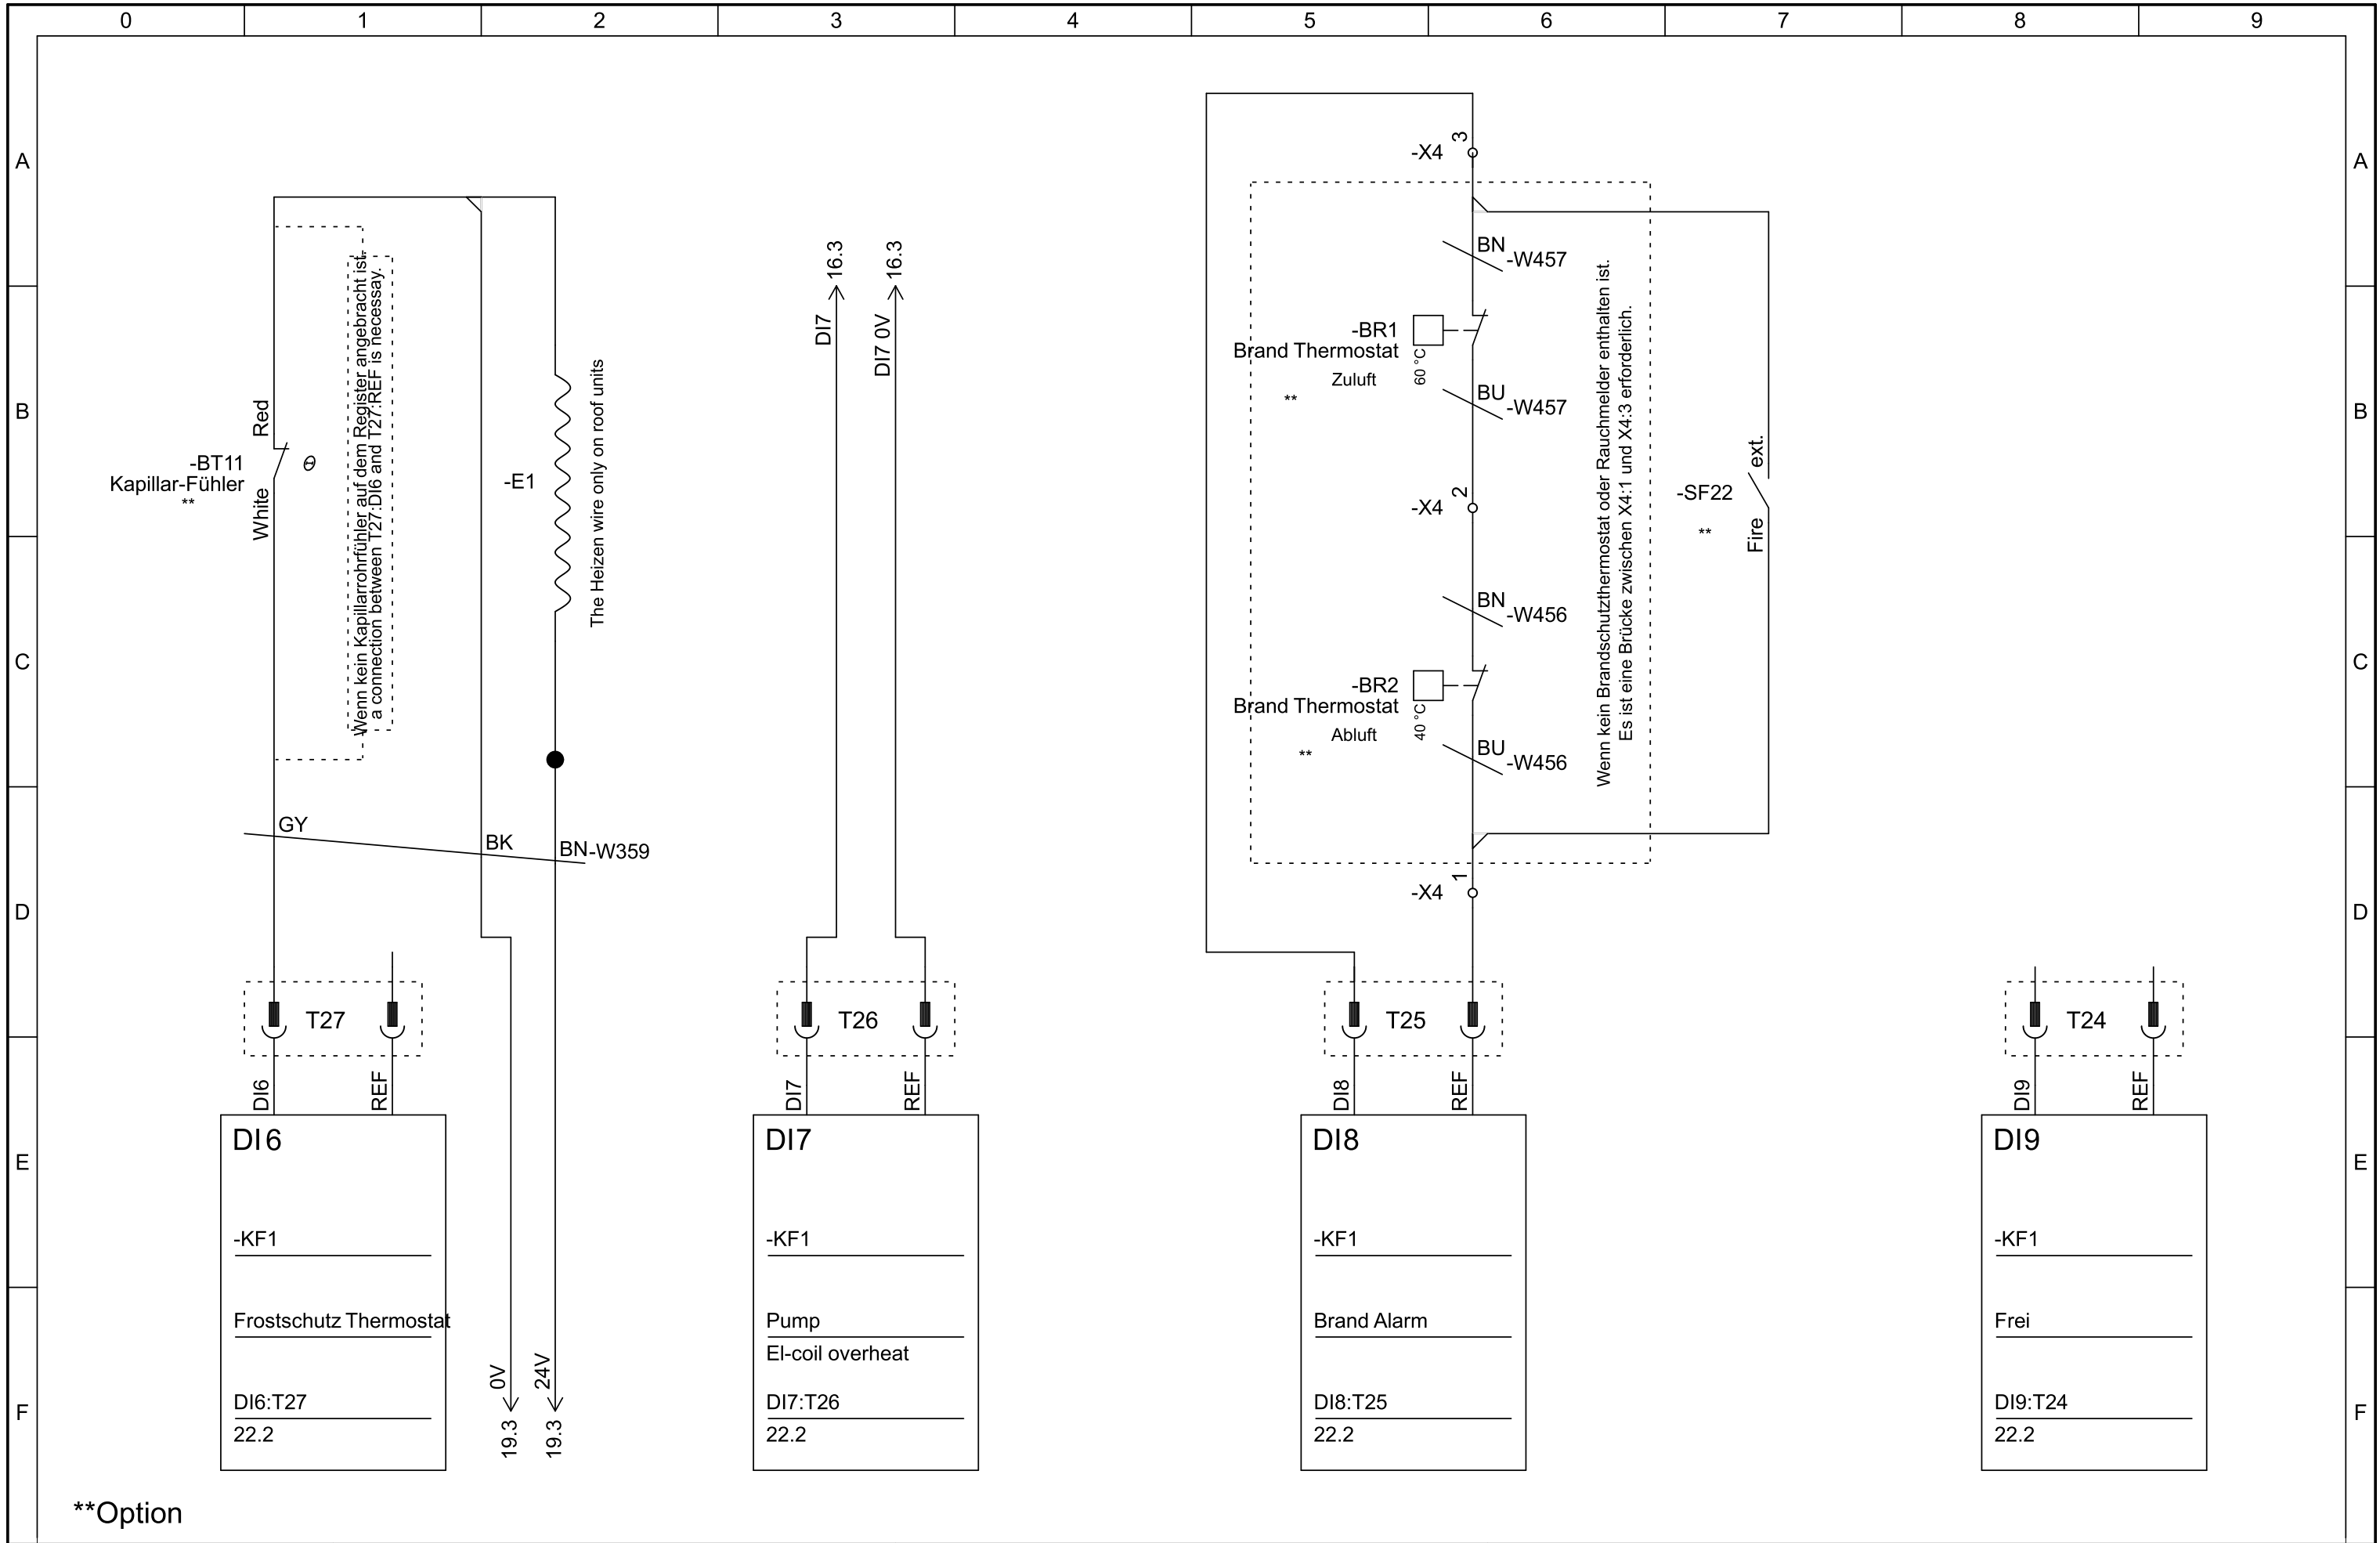 0 1 2 3 4 5 6 7 8 9
A
B
C
D
E
F
A
B
C
D
E
F
-BT11
Kapillar-Fühler
**
Red
White
θ
Wenn kein Kapillarrohrfühler auf dem Register angebracht ist.
a connection between T27:DI6 and T27:REF is necessay.
-E1
The Heizen wire only on roof units
GY
BK
BN
-W359
0V
19.3
24V
19.3
T27
DI6
REF
DI6
-KF1
Frostschutz Thermostat
DI6:T27
22.2
16.3
DI7
16.3
DI7 0V
T26
DI7
REF
DI7
-KF1
Pump
El-coil overheat
DI7:T26
22.2
-X4
3
BN
-W457
-BR1
Brand Thermostat
Zuluft
**
60 °C
BU
-W457
-X4
2
BN
-W456
-BR2
Brand Thermostat
Abluft
**
40 °C
BU
-W456
-X4
1
Wenn kein Brandschutzthermostat oder Rauchmelder enthalten ist.
Es ist eine Brücke zwischen X4:1 und X4:3 erforderlich.
-SF22
**
ext.
Fire
T25
DI8
REF
DI8
-KF1
Brand Alarm
DI8:T25
22.2
T24
DI9
REF
DI9
-KF1
Frei
DI9:T24
22.2
**Option